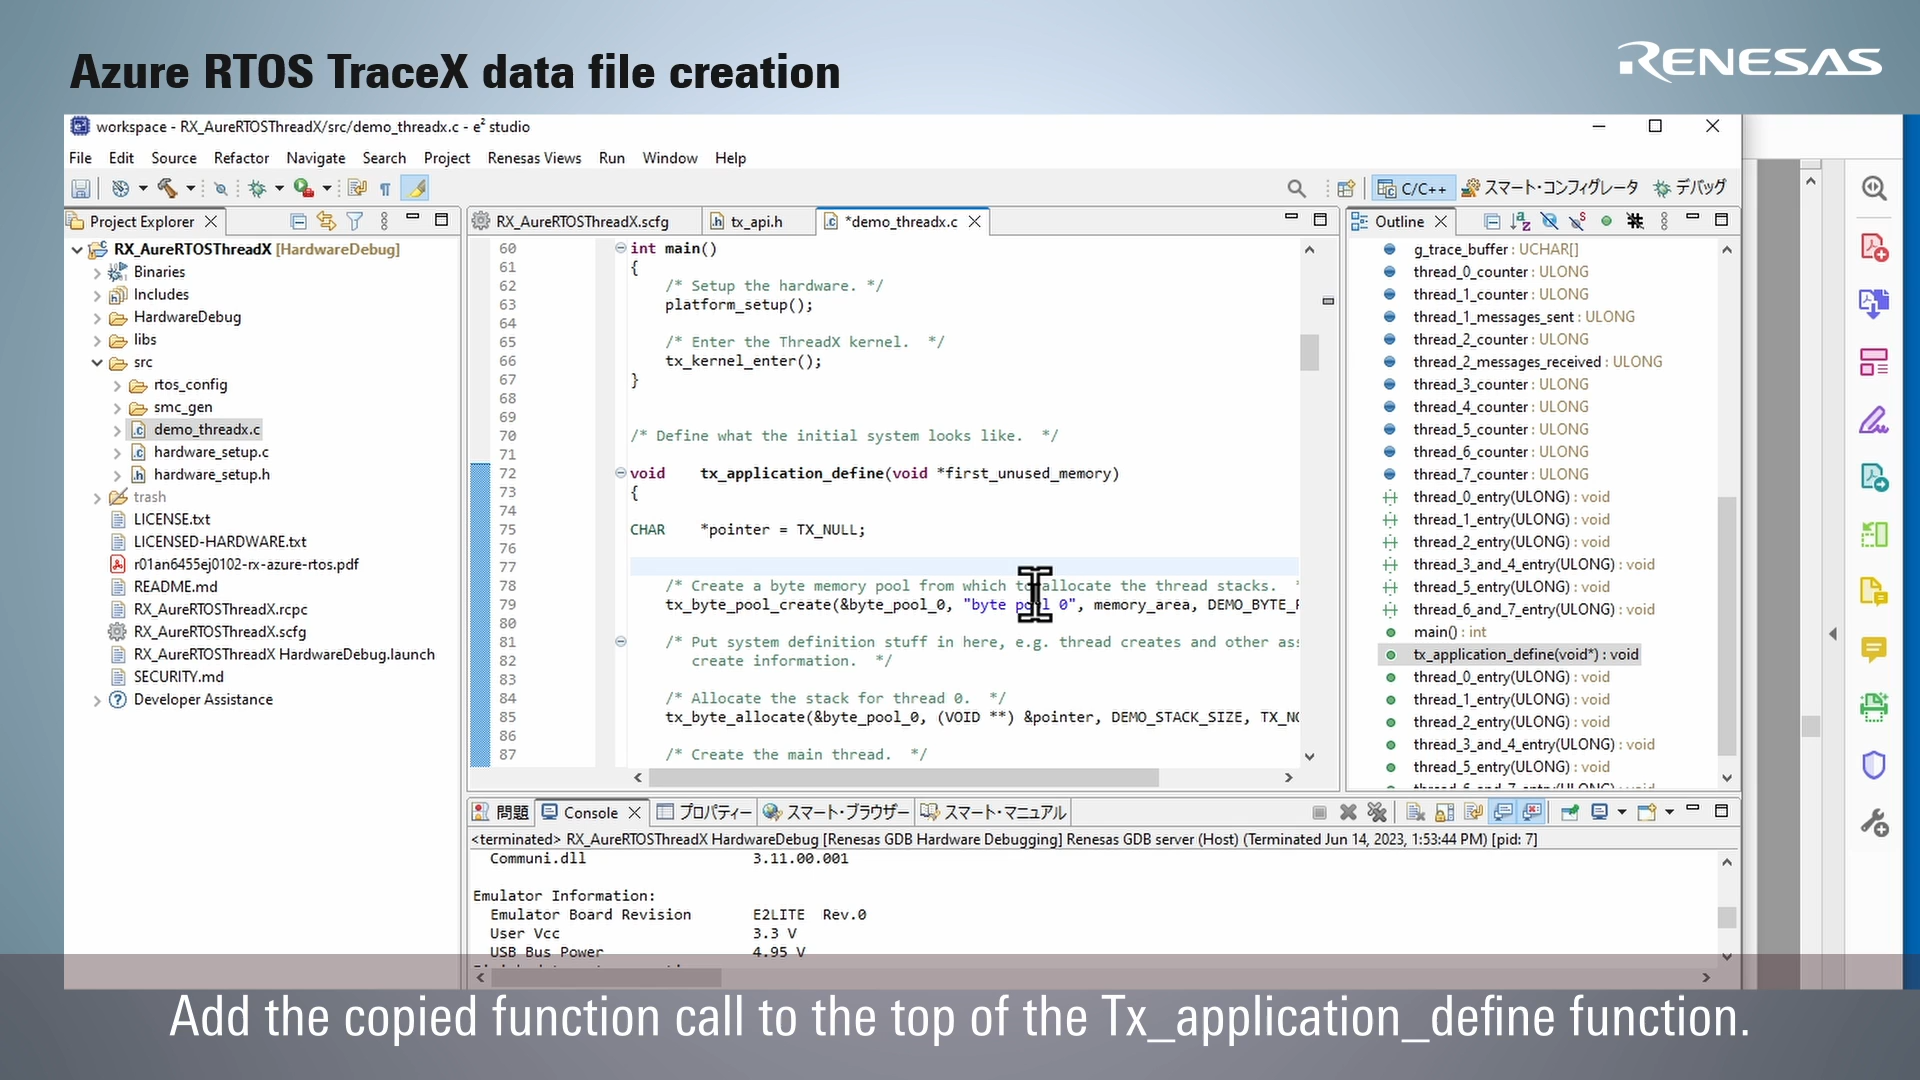 Azure RTOS TraceX data file creation
RENESAS
workspace - RX_AureRTOSThreadX/src/demo_threadx.c - e² studio
File Edit Source Refactor Navigate Search Project Renesas Views Run Window Help
C/C++ スマート・コンフィグレータ デバッグ
Project Explorer
RX_AureRTOSThreadX [HardwareDebug]
Binaries
Includes
HardwareDebug
libs
src
rtos_config
smc_gen
demo_threadx.c
hardware_setup.c
hardware_setup.h
trash
LICENSE.txt
LICENSED-HARDWARE.txt
r01an6455ej0102-rx-azure-rtos.pdf
README.md
RX_AureRTOSThreadX.rcpc
RX_AureRTOSThreadX.scfg
RX_AureRTOSThreadX HardwareDebug.launch
SECURITY.md
Developer Assistance
RX_AureRTOSThreadX.scfg tx_api.h *demo_threadx.c
60 int main()
61 {
62 /* Setup the hardware. */
63 platform_setup();
64
65 /* Enter the ThreadX kernel. */
66 tx_kernel_enter();
67 }
68
69
70 /* Define what the initial system looks like. */
71
72 void tx_application_define(void *first_unused_memory)
73 {
74
75 CHAR *pointer = TX_NULL;
76
77
78 /* Create a byte memory pool from which to allocate the thread stacks. *
79 tx_byte_pool_create(&byte_pool_0, "byte pool 0", memory_area, DEMO_BYTE_P
80
81 /* Put system definition stuff in here, e.g. thread creates and other ass
82 create information. */
83
84 /* Allocate the stack for thread 0. */
85 tx_byte_allocate(&byte_pool_0, (VOID **) &pointer, DEMO_STACK_SIZE, TX_NO
86
87 /* Create the main thread. */
Outline
g_trace_buffer : UCHAR[]
thread_0_counter : ULONG
thread_1_counter : ULONG
thread_1_messages_sent : ULONG
thread_2_counter : ULONG
thread_2_messages_received : ULONG
thread_3_counter : ULONG
thread_4_counter : ULONG
thread_5_counter : ULONG
thread_6_counter : ULONG
thread_7_counter : ULONG
thread_0_entry(ULONG) : void
thread_1_entry(ULONG) : void
thread_2_entry(ULONG) : void
thread_3_and_4_entry(ULONG) : void
thread_5_entry(ULONG) : void
thread_6_and_7_entry(ULONG) : void
main() : int
tx_application_define(void*) : void
thread_0_entry(ULONG) : void
thread_1_entry(ULONG) : void
thread_2_entry(ULONG) : void
thread_3_and_4_entry(ULONG) : void
thread_5_entry(ULONG) : void
問題 Console プロパティー スマート・ブラウザー スマート・マニュアル
<terminated> RX_AureRTOSThreadX HardwareDebug [Renesas GDB Hardware Debugging] Renesas GDB server (Host) (Terminated Jun 14, 2023, 1:53:44 PM) [pid: 7]
Communi.dll 3.11.00.001
Emulator Information:
Emulator Board Revision E2LITE Rev.0
User Vcc 3.3 V
USB Bus Power 4.95 V
Add the copied function call to the top of the Tx_application_define function.